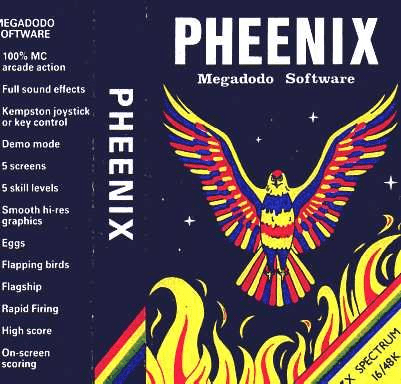 MEGADODO
SOFTWARE
100% MC
arcade action
Full sound effects
Kempston joystick
or key control
Demo mode
5 screens
5 skill levels
Smooth hi-res
graphics
Eggs
Flapping birds
Flagship
Rapid Firing
High score
On-screen
scoring
PHEENIX
PHEENIX
Megadodo Software
ZX SPECTRUM
16/48K